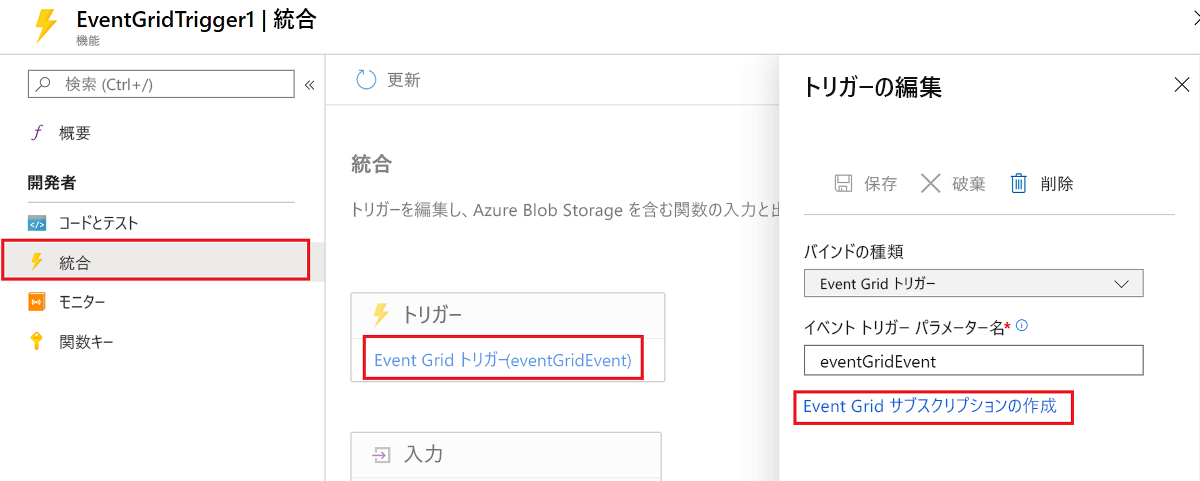 EventGridTrigger1 | 統合
機能
検索 (Ctrl+/)
«
概要
開発者
コードとテスト
統合
モニター
関数キー
更新
統合
トリガーを編集し、Azure Blob Storage を含む関数の入力と出
トリガー
Event Grid トリガー(eventGridEvent)
入力
トリガーの編集
保存 破棄 削除
バインドの種類
Event Grid トリガー
イベント トリガー パラメーター名*
eventGridEvent
Event Grid サブスクリプションの作成